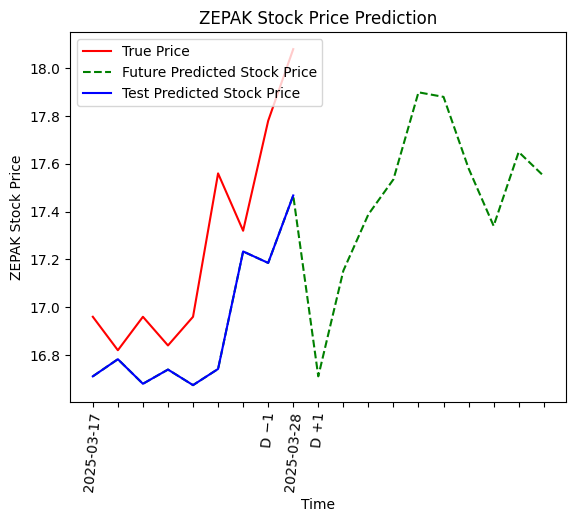 ZEPAK Stock Price Prediction
True Price
Future Predicted Stock Price
Test Predicted Stock Price
18.0
17.8
17.6
17.4
17.2
17.0
16.8
ZEPAK Stock Price
2025-03-17
D −1
2025-03-28
D +1
Time